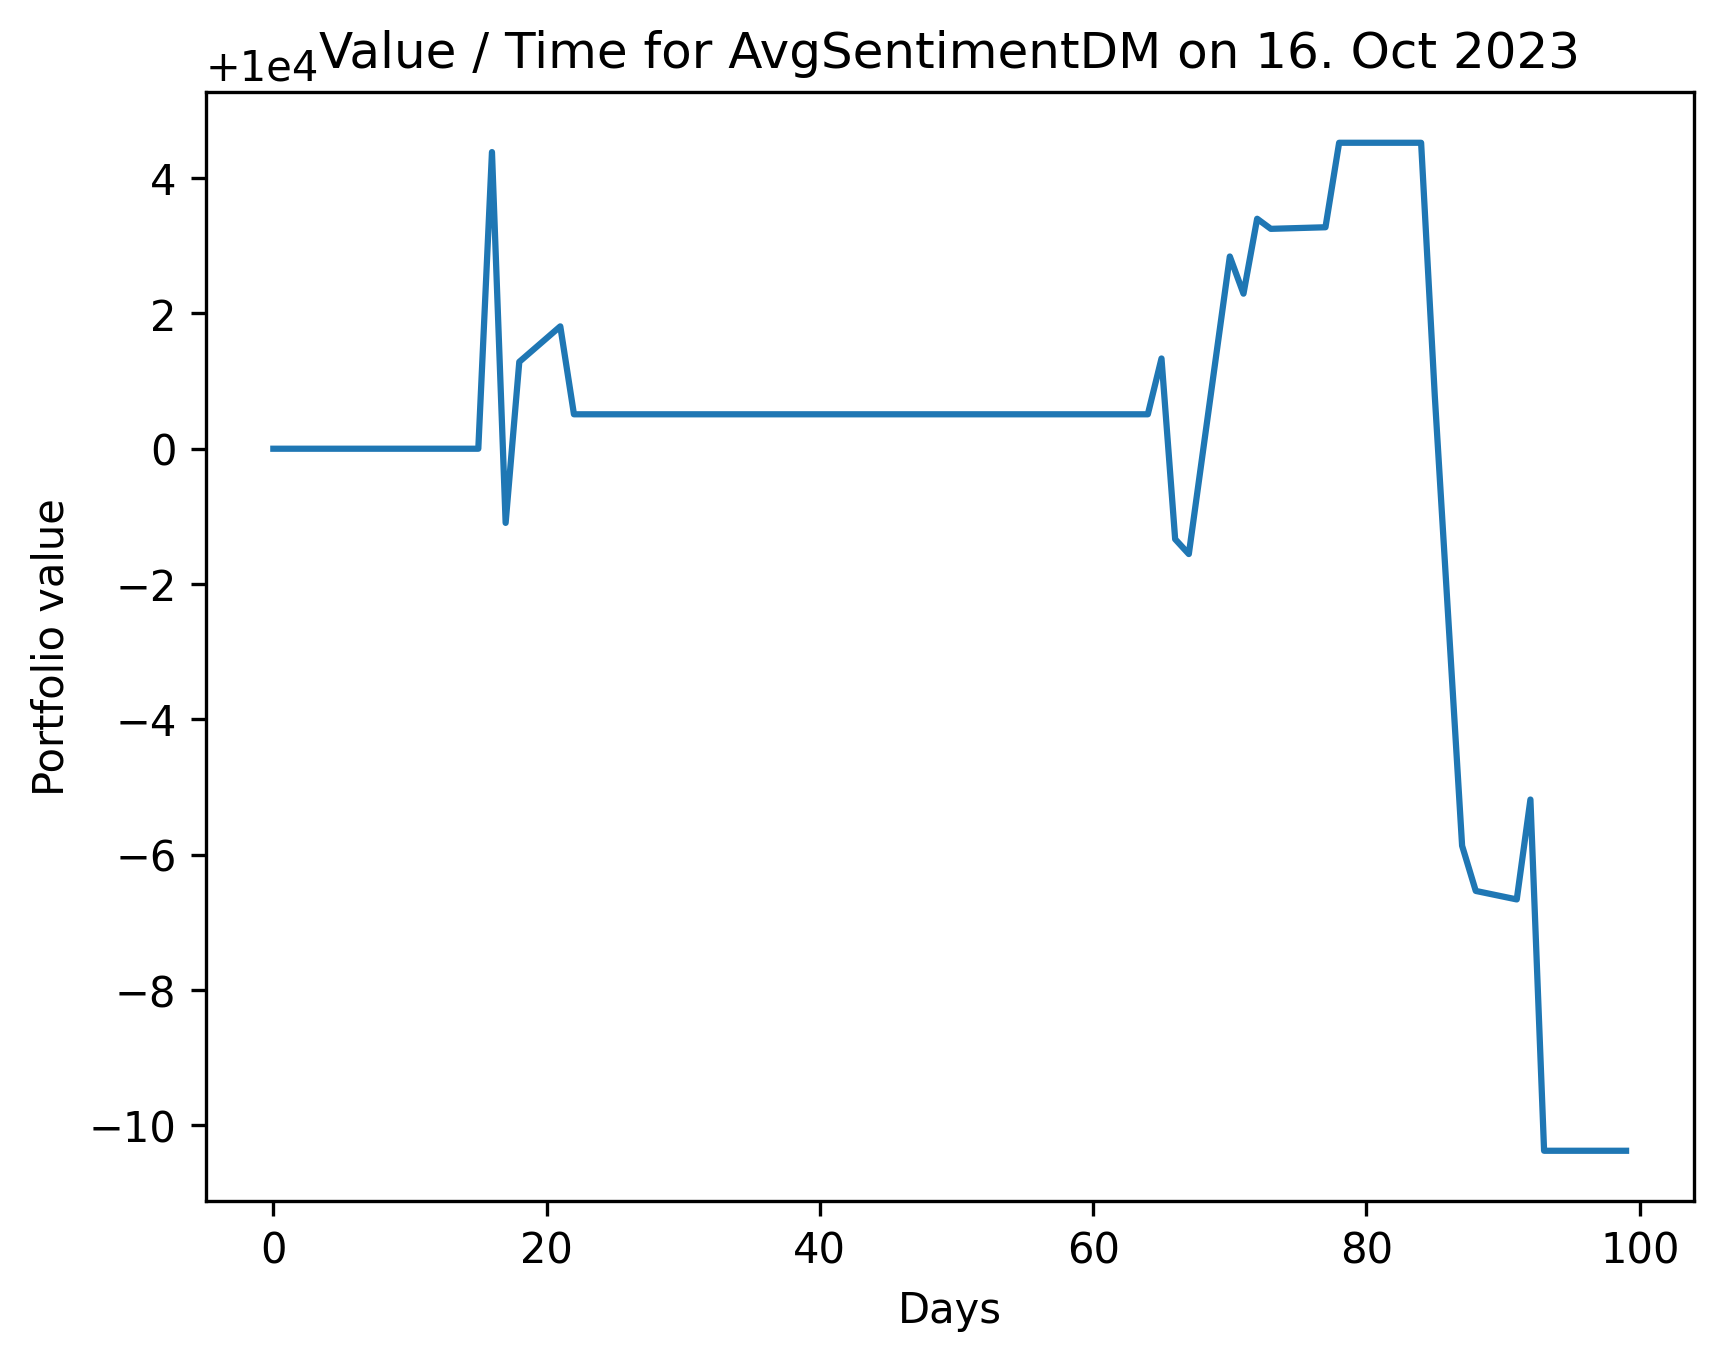 Value / Time for AvgSentimentDM on 16. Oct 2023
+1e4
4
2
0
−2
−4
−6
−8
−10
Portfolio value
0 20 40 60 80 100
Days